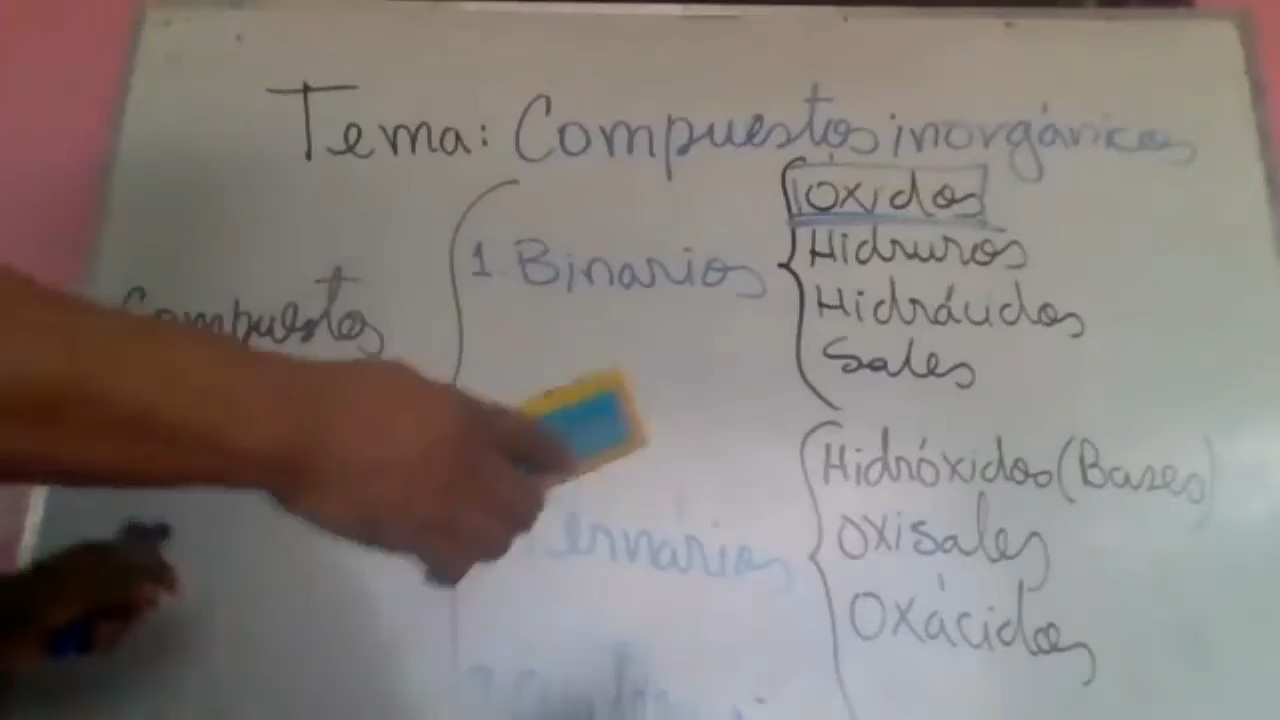 Tema: Compuestos inorgánicos
Compuestos
1. Binarios
Óxidos
Hidruros
Hidrácidos
Sales
Hidróxidos (Bases)
Oxisales
Oxácidos